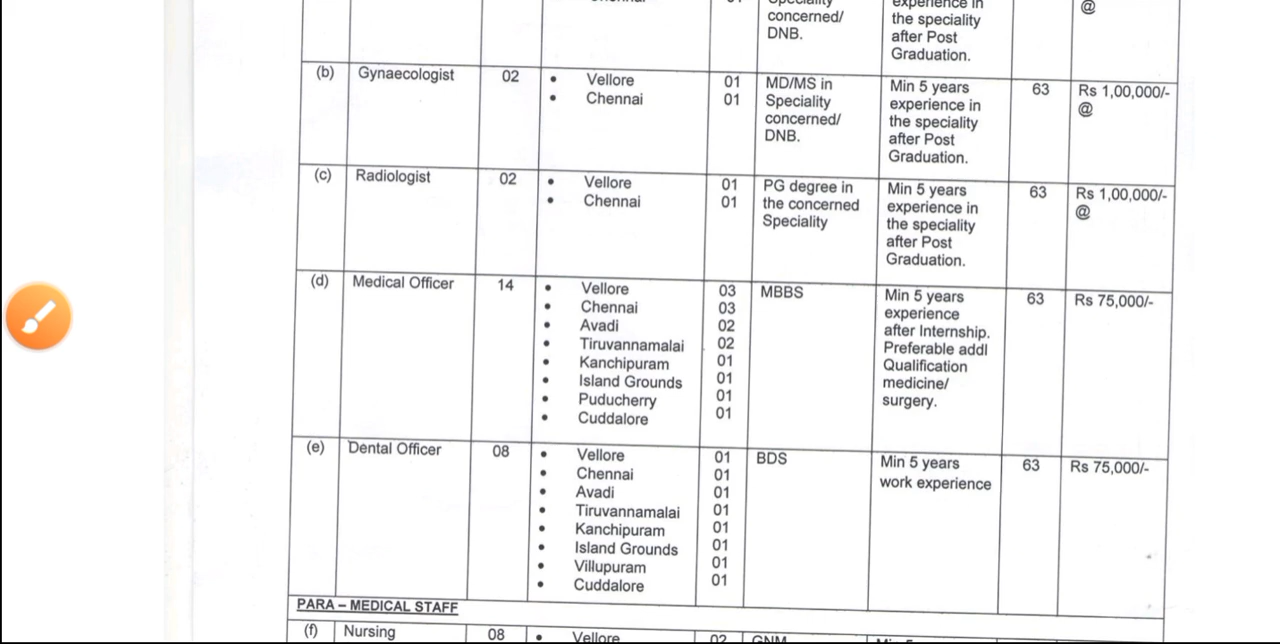 experience in
@
concerned/
the speciality
DNB.
after Post
Graduation.
(b) Gynaecologist 02 • Vellore 01 MD/MS in Min 5 years 63 Rs 1,00,000/-
• Chennai 01 Speciality experience in @
concerned/ the speciality
DNB. after Post
Graduation.
(c) Radiologist 02 • Vellore 01 PG degree in Min 5 years 63 Rs 1,00,000/-
• Chennai 01 the concerned experience in @
Speciality the speciality
after Post
Graduation.
(d) Medical Officer 14 • Vellore 03 MBBS Min 5 years 63 Rs 75,000/-
• Chennai 03 experience
• Avadi 02 after Internship.
• Tiruvannamalai 02 Preferable addl
• Kanchipuram 01 Qualification
• Island Grounds 01 medicine/
• Puducherry 01 surgery.
• Cuddalore 01
(e) Dental Officer 08 • Vellore 01 BDS Min 5 years 63 Rs 75,000/-
• Chennai 01 work experience
• Avadi 01
• Tiruvannamalai 01
• Kanchipuram 01
• Island Grounds 01
• Villupuram 01
• Cuddalore 01
PARA – MEDICAL STAFF
(f) Nursing 08 • Vellore 02 GNM